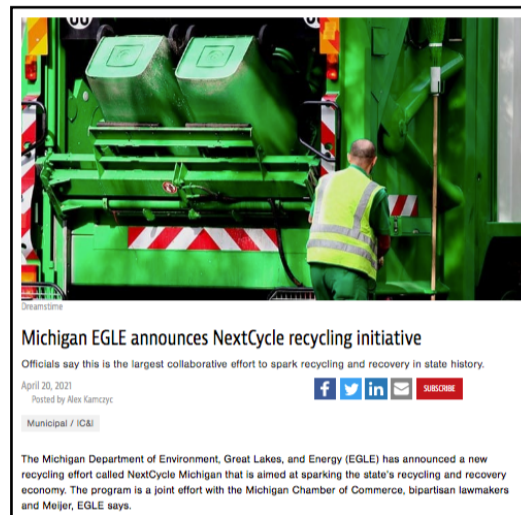 Dreamstime
Michigan EGLE announces NextCycle recycling initiative
Officials say this is the largest collaborative effort to spark recycling and recovery in state history.
April 20, 2021
Posted by Alex Kamczyc
SUBSCRIBE
Municipal / IC&I
The Michigan Department of Environment, Great Lakes, and Energy (EGLE) has announced a new
recycling effort called NextCycle Michigan that is aimed at sparking the state's recycling and recovery
economy. The program is a joint effort with the Michigan Chamber of Commerce, bipartisan lawmakers
and Meijer, EGLE says.